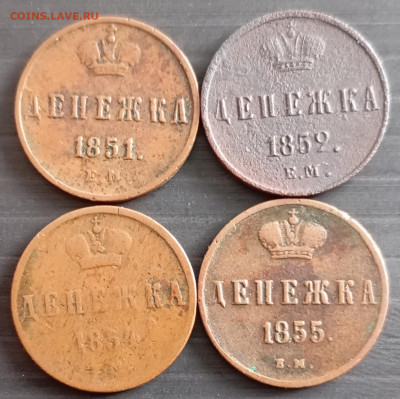 COINS.LAVE.RU
ДЕНЕЖКА
1851.
Е.М.
ДЕНЕЖКА
1852.
Е.М.
ДЕНЕЖКА
ДЕНЕЖКА
1855.
Е.М.